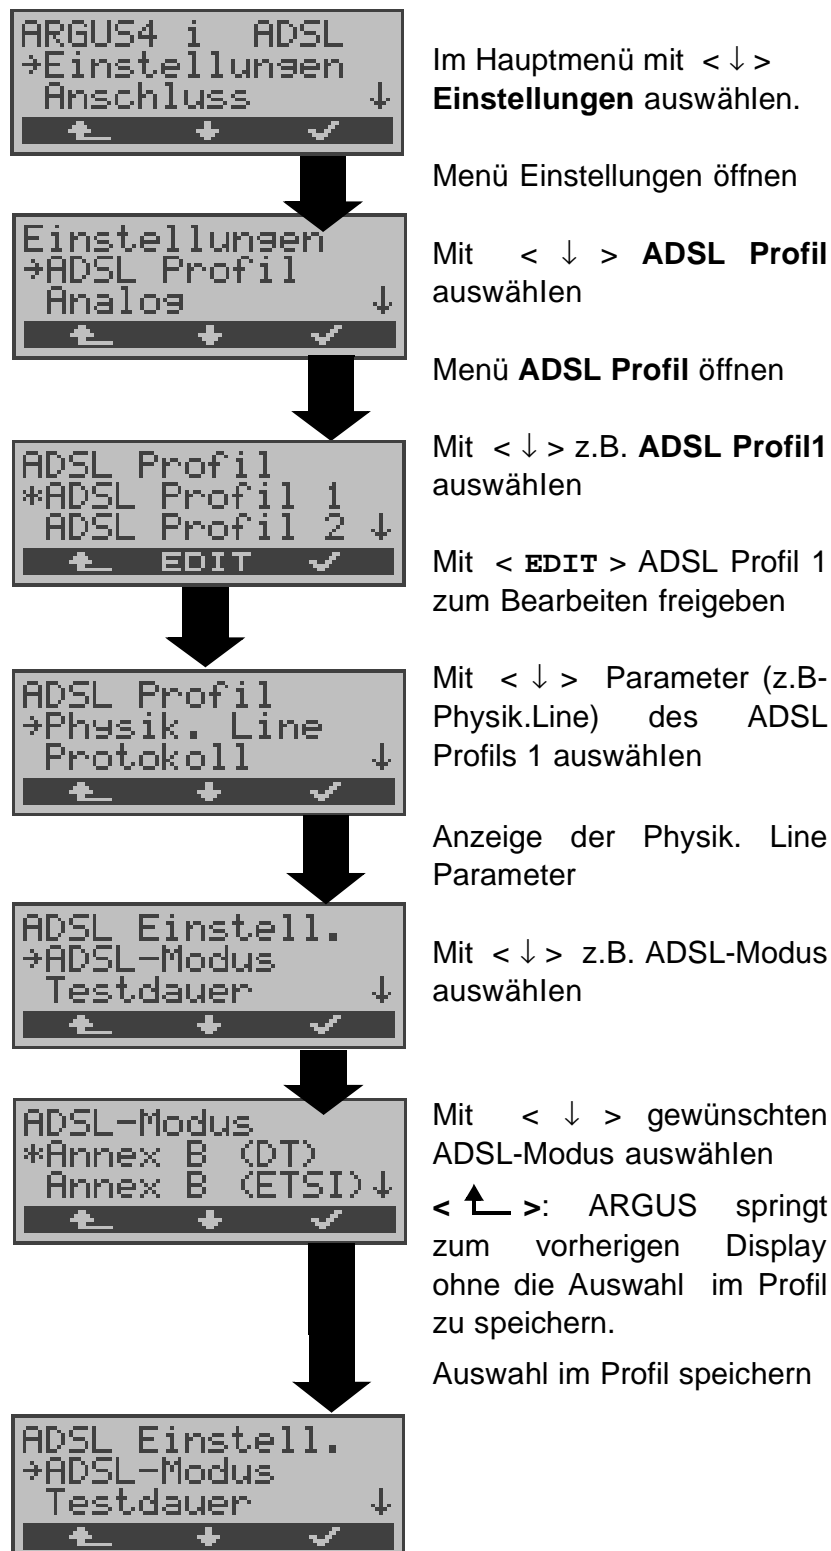 ARGUS4 i ADSL
→Einstellungen
Anschluss ↓
Im Hauptmenü mit < ↓ >
Einstellungen auswählen.
Menü Einstellungen öffnen
Einstellungen
→ADSL Profil
Analog ↓
Mit < ↓ > ADSL Profil
auswählen
Menü ADSL Profil öffnen
ADSL Profil
*ADSL Profil 1
ADSL Profil 2 ↓
EDIT
Mit < ↓ > z.B. ADSL Profil1
auswählen
Mit < EDIT > ADSL Profil 1
zum Bearbeiten freigeben
ADSL Profil
→Physik. Line
Protokoll ↓
Mit < ↓ > Parameter (z.B-
Physik.Line) des ADSL
Profils 1 auswählen
Anzeige der Physik. Line
Parameter
ADSL Einstell.
→ADSL-Modus
Testdauer ↓
Mit < ↓ > z.B. ADSL-Modus
auswählen
ADSL-Modus
*Annex B (DT)
Annex B (ETSI)↓
Mit < ↓ > gewünschten
ADSL-Modus auswählen
< >: ARGUS springt
zum vorherigen Display
ohne die Auswahl im Profil
zu speichern.
Auswahl im Profil speichern
ADSL Einstell.
→ADSL-Modus
Testdauer ↓